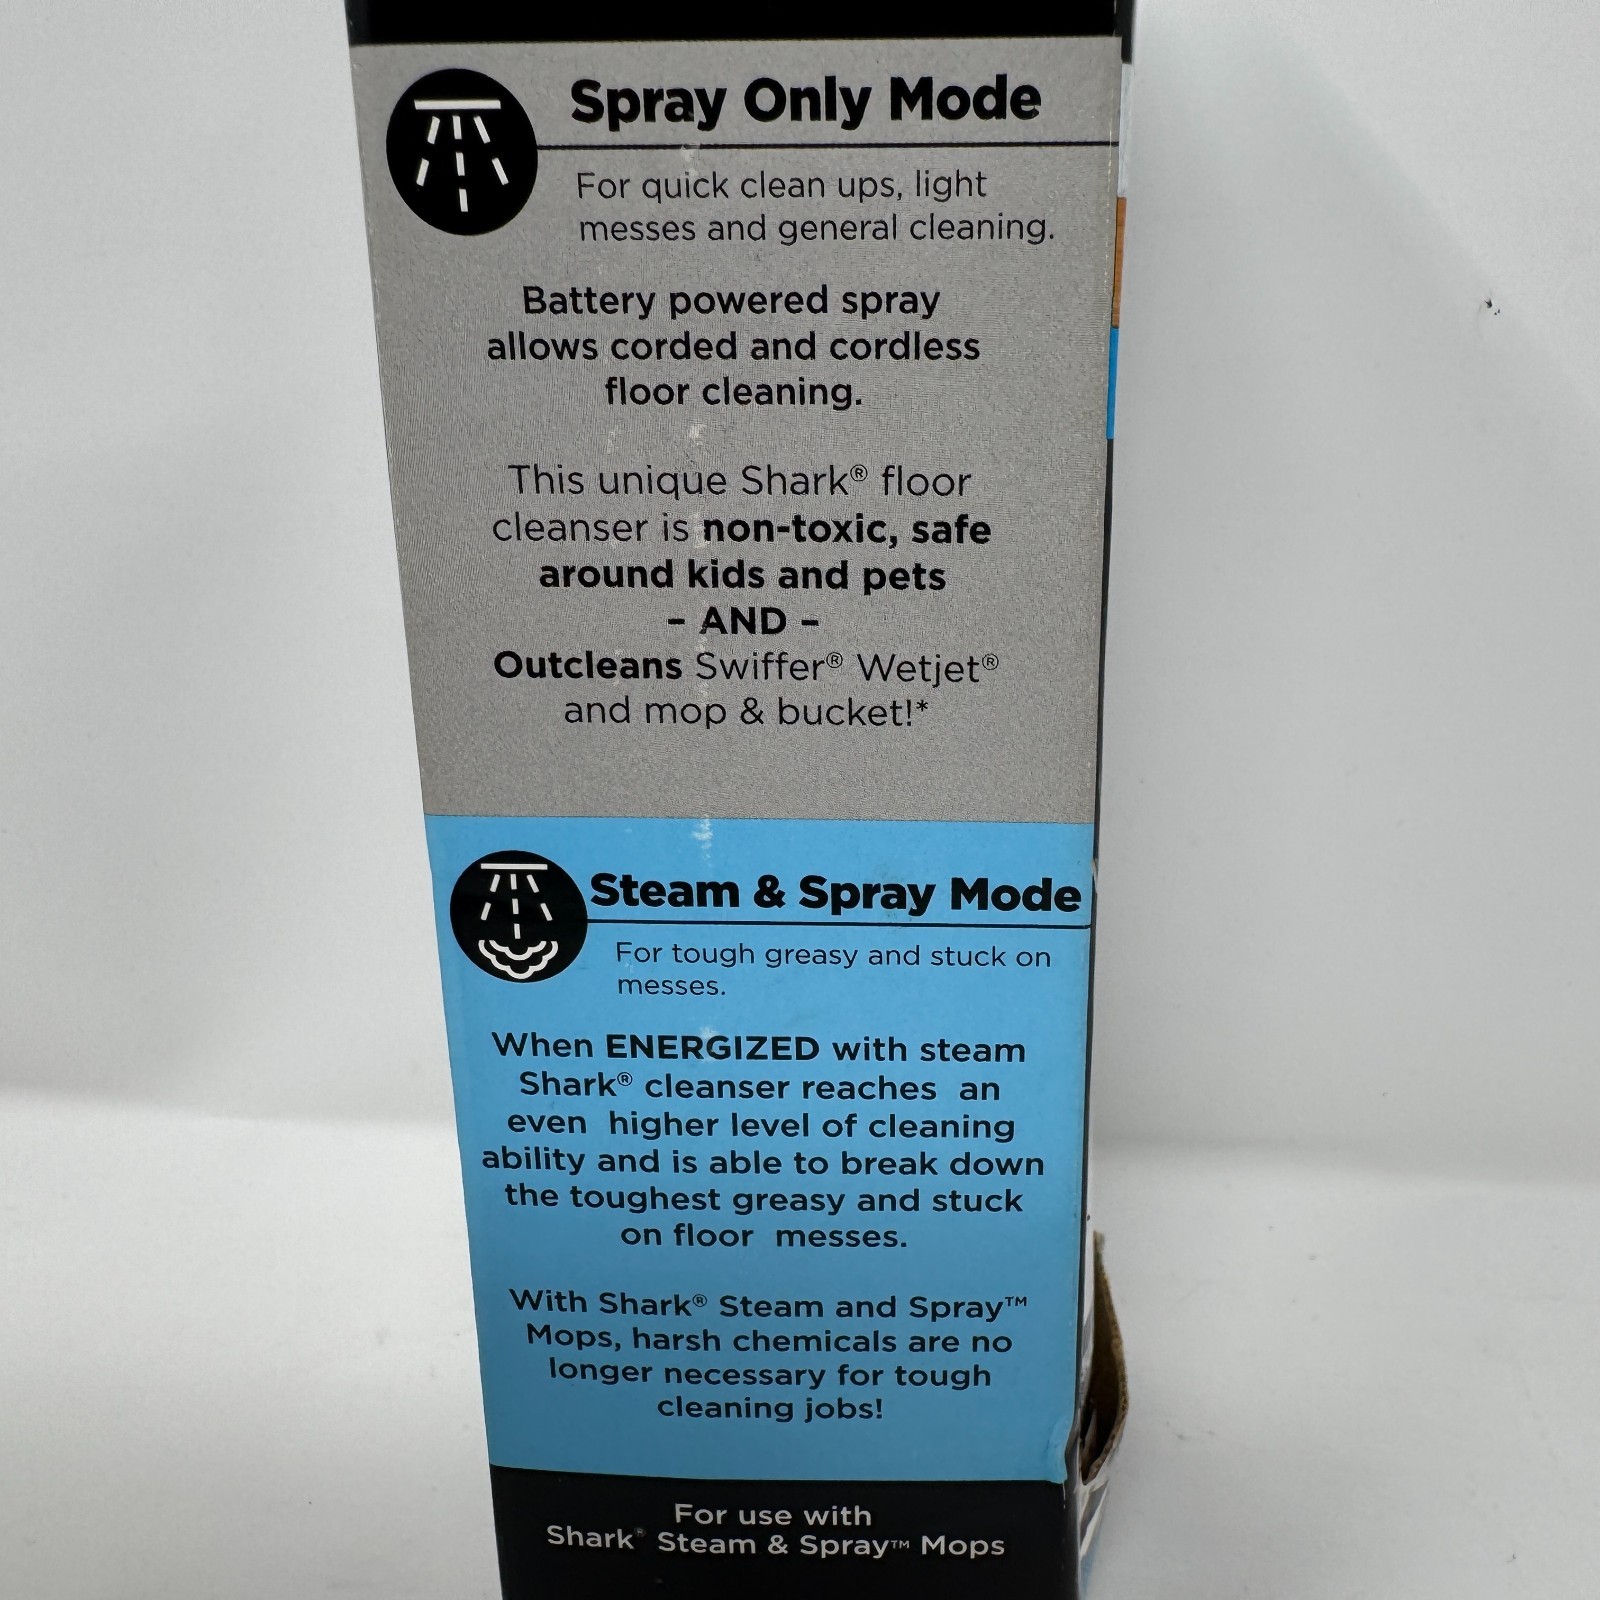 Spray Only Mode
For quick clean ups, light
messes and general cleaning.
Battery powered spray
allows corded and cordless
floor cleaning.
This unique Shark® floor
cleanser is non-toxic, safe
around kids and pets
– AND –
Outcleans Swiffer® Wetjet®
and mop & bucket!*
Steam & Spray Mode
For tough greasy and stuck on
messes.
When ENERGIZED with steam
Shark® cleanser reaches an
even higher level of cleaning
ability and is able to break down
the toughest greasy and stuck
on floor messes.
With Shark® Steam and Spray™
Mops, harsh chemicals are no
longer necessary for tough
cleaning jobs!
For use with
Shark® Steam & Spray™ Mops